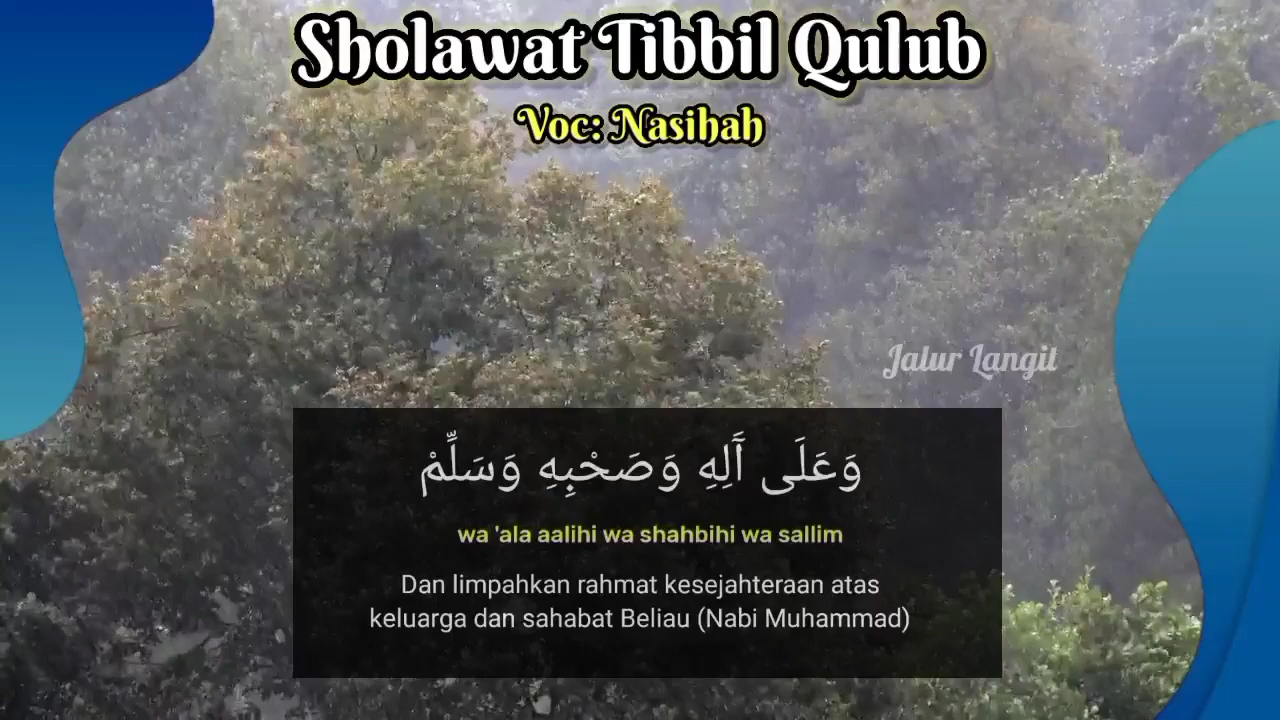 Sholawat Tibbil Qulub
Voc: Nasihah
Jalur Langit
وَعَلَى آَلِهِ وَصَحْبِهِ وَسَلِّمْ
wa 'ala aalihi wa shahbihi wa sallim
Dan limpahkan rahmat kesejahteraan atas
keluarga dan sahabat Beliau (Nabi Muhammad)